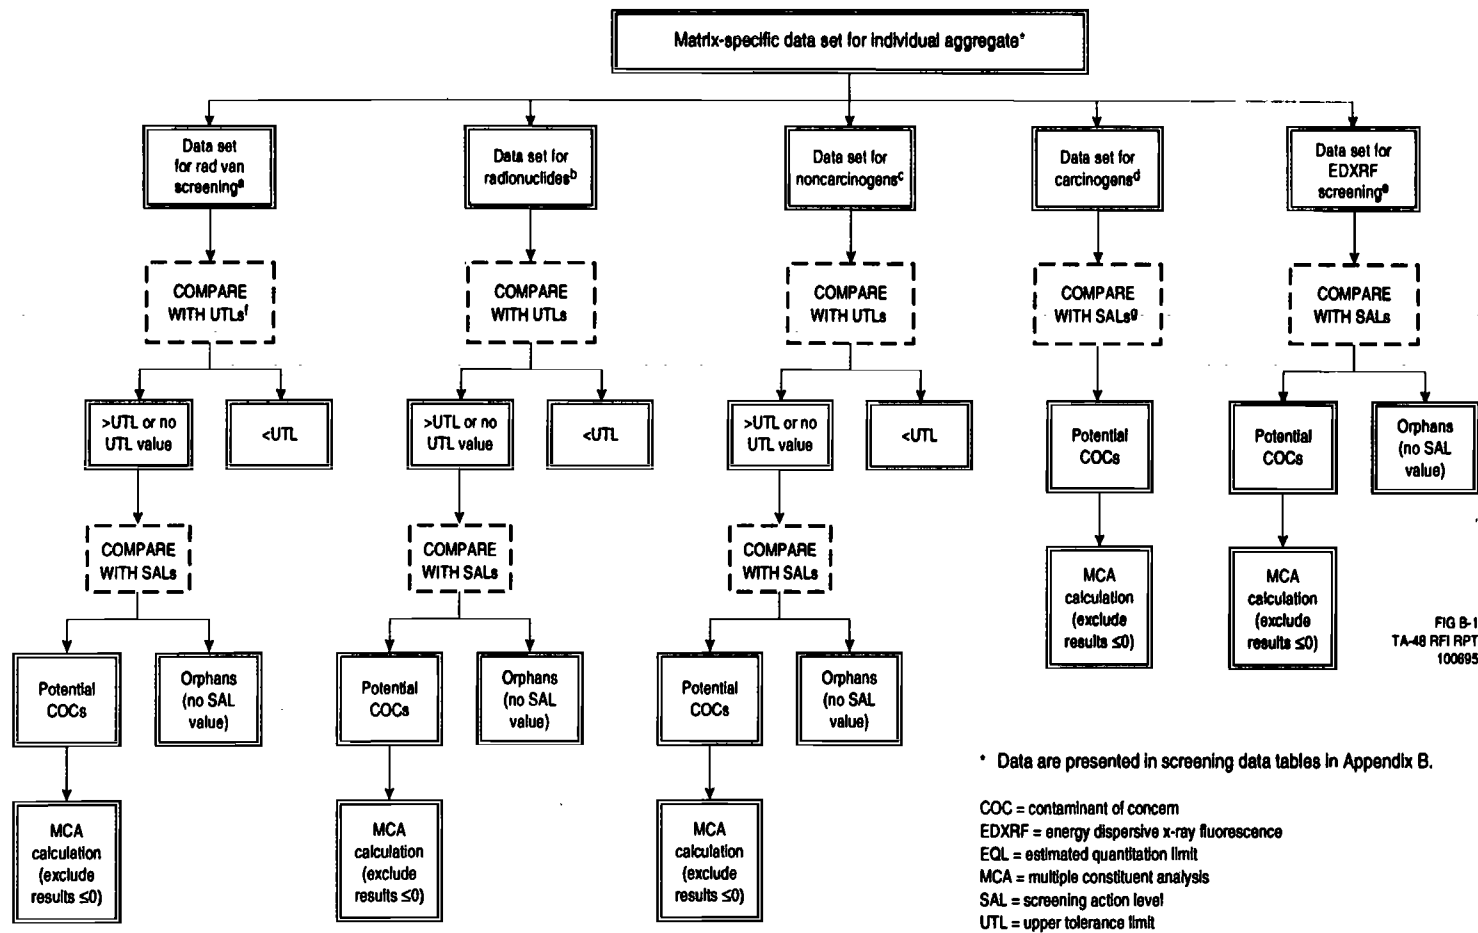 Matrix-specific data set for individual aggregate*
Data set
for rad van
screeningᵃ
Data set for
radionuclidesᵇ
Data set for
noncarcinogensᶜ
Data set for
carcinogensᵈ
Data set for
EDXRF
screeningᵉ
COMPARE
WITH UTLsᶠ
COMPARE
WITH UTLs
COMPARE
WITH UTLs
COMPARE
WITH SALsᵍ
COMPARE
WITH SALs
>UTL or no
UTL value
<UTL
>UTL or no
UTL value
<UTL
>UTL or no
UTL value
<UTL
Potential
COCs
Potential
COCs
Orphans
(no SAL
value)
COMPARE
WITH SALs
COMPARE
WITH SALs
COMPARE
WITH SALs
MCA
calculation
(exclude
results ≤0)
MCA
calculation
(exclude
results ≤0)
FIG B-1
TA-48 RFI RPT
100695
Potential
COCs
Orphans
(no SAL
value)
Potential
COCs
Orphans
(no SAL
value)
Potential
COCs
Orphans
(no SAL
value)
MCA
calculation
(exclude
results ≤0)
MCA
calculation
(exclude
results ≤0)
MCA
calculation
(exclude
results ≤0)
* Data are presented in screening data tables in Appendix B.
COC = contaminant of concern
EDXRF = energy dispersive x-ray fluorescence
EQL = estimated quantitation limit
MCA = multiple constituent analysis
SAL = screening action level
UTL = upper tolerance limit